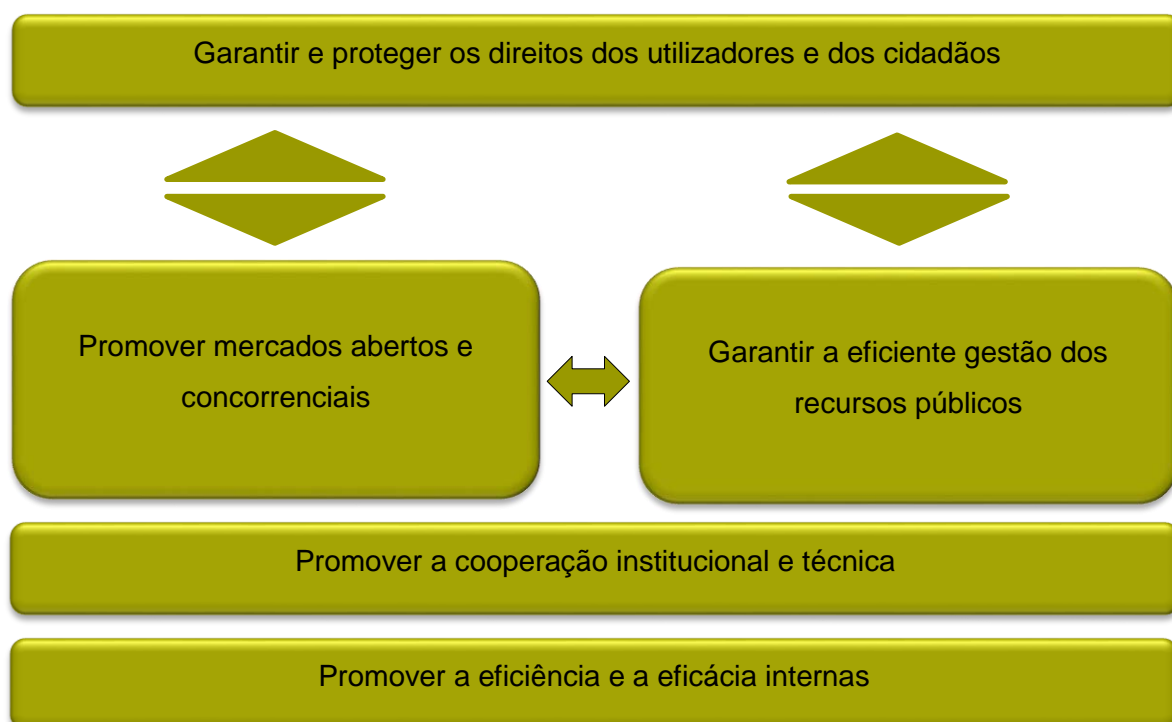 Garantir e proteger os direitos dos utilizadores e dos cidadãos
Promover mercados abertos e
concorrenciais
Garantir a eficiente gestão dos
recursos públicos
Promover a cooperação institucional e técnica
Promover a eficiência e a eficácia internas